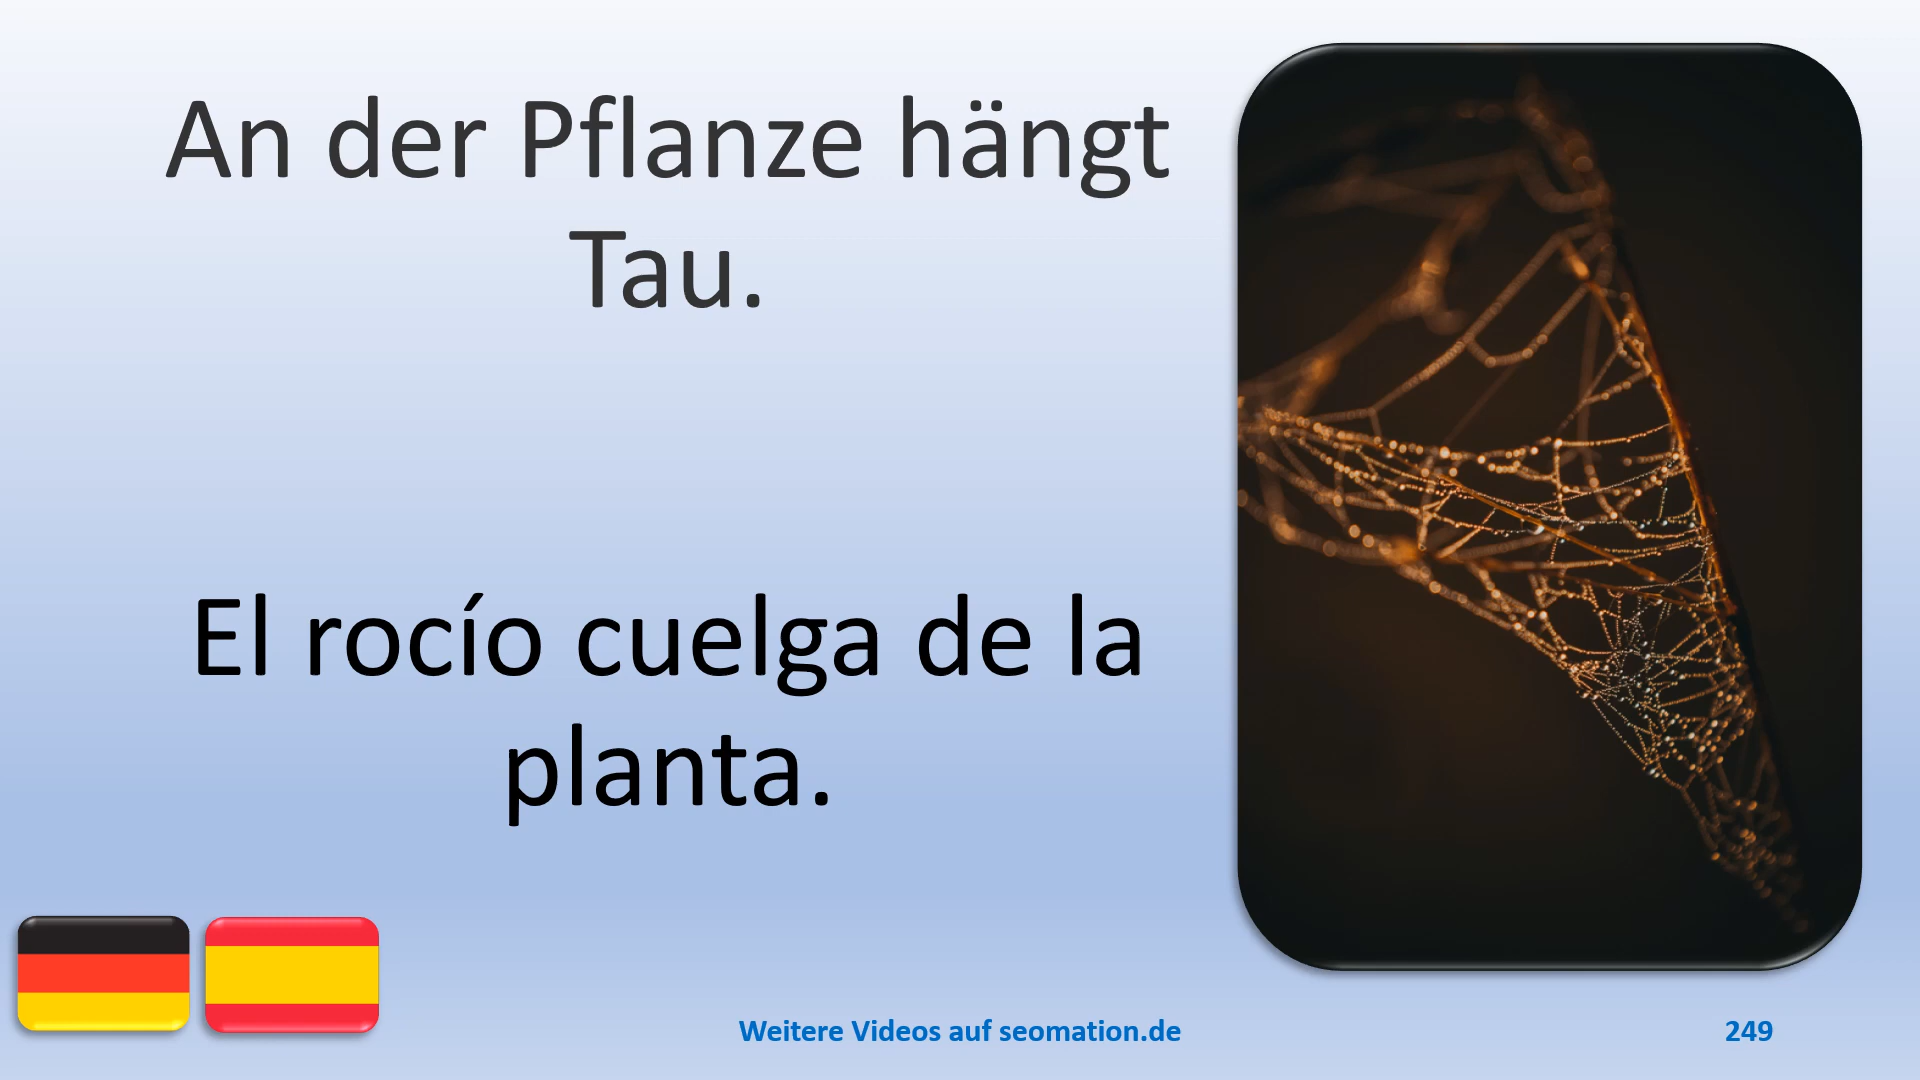 An der Pflanze hängt
Tau.
El rocío cuelga de la
planta.
Weitere Videos auf seomation.de
249